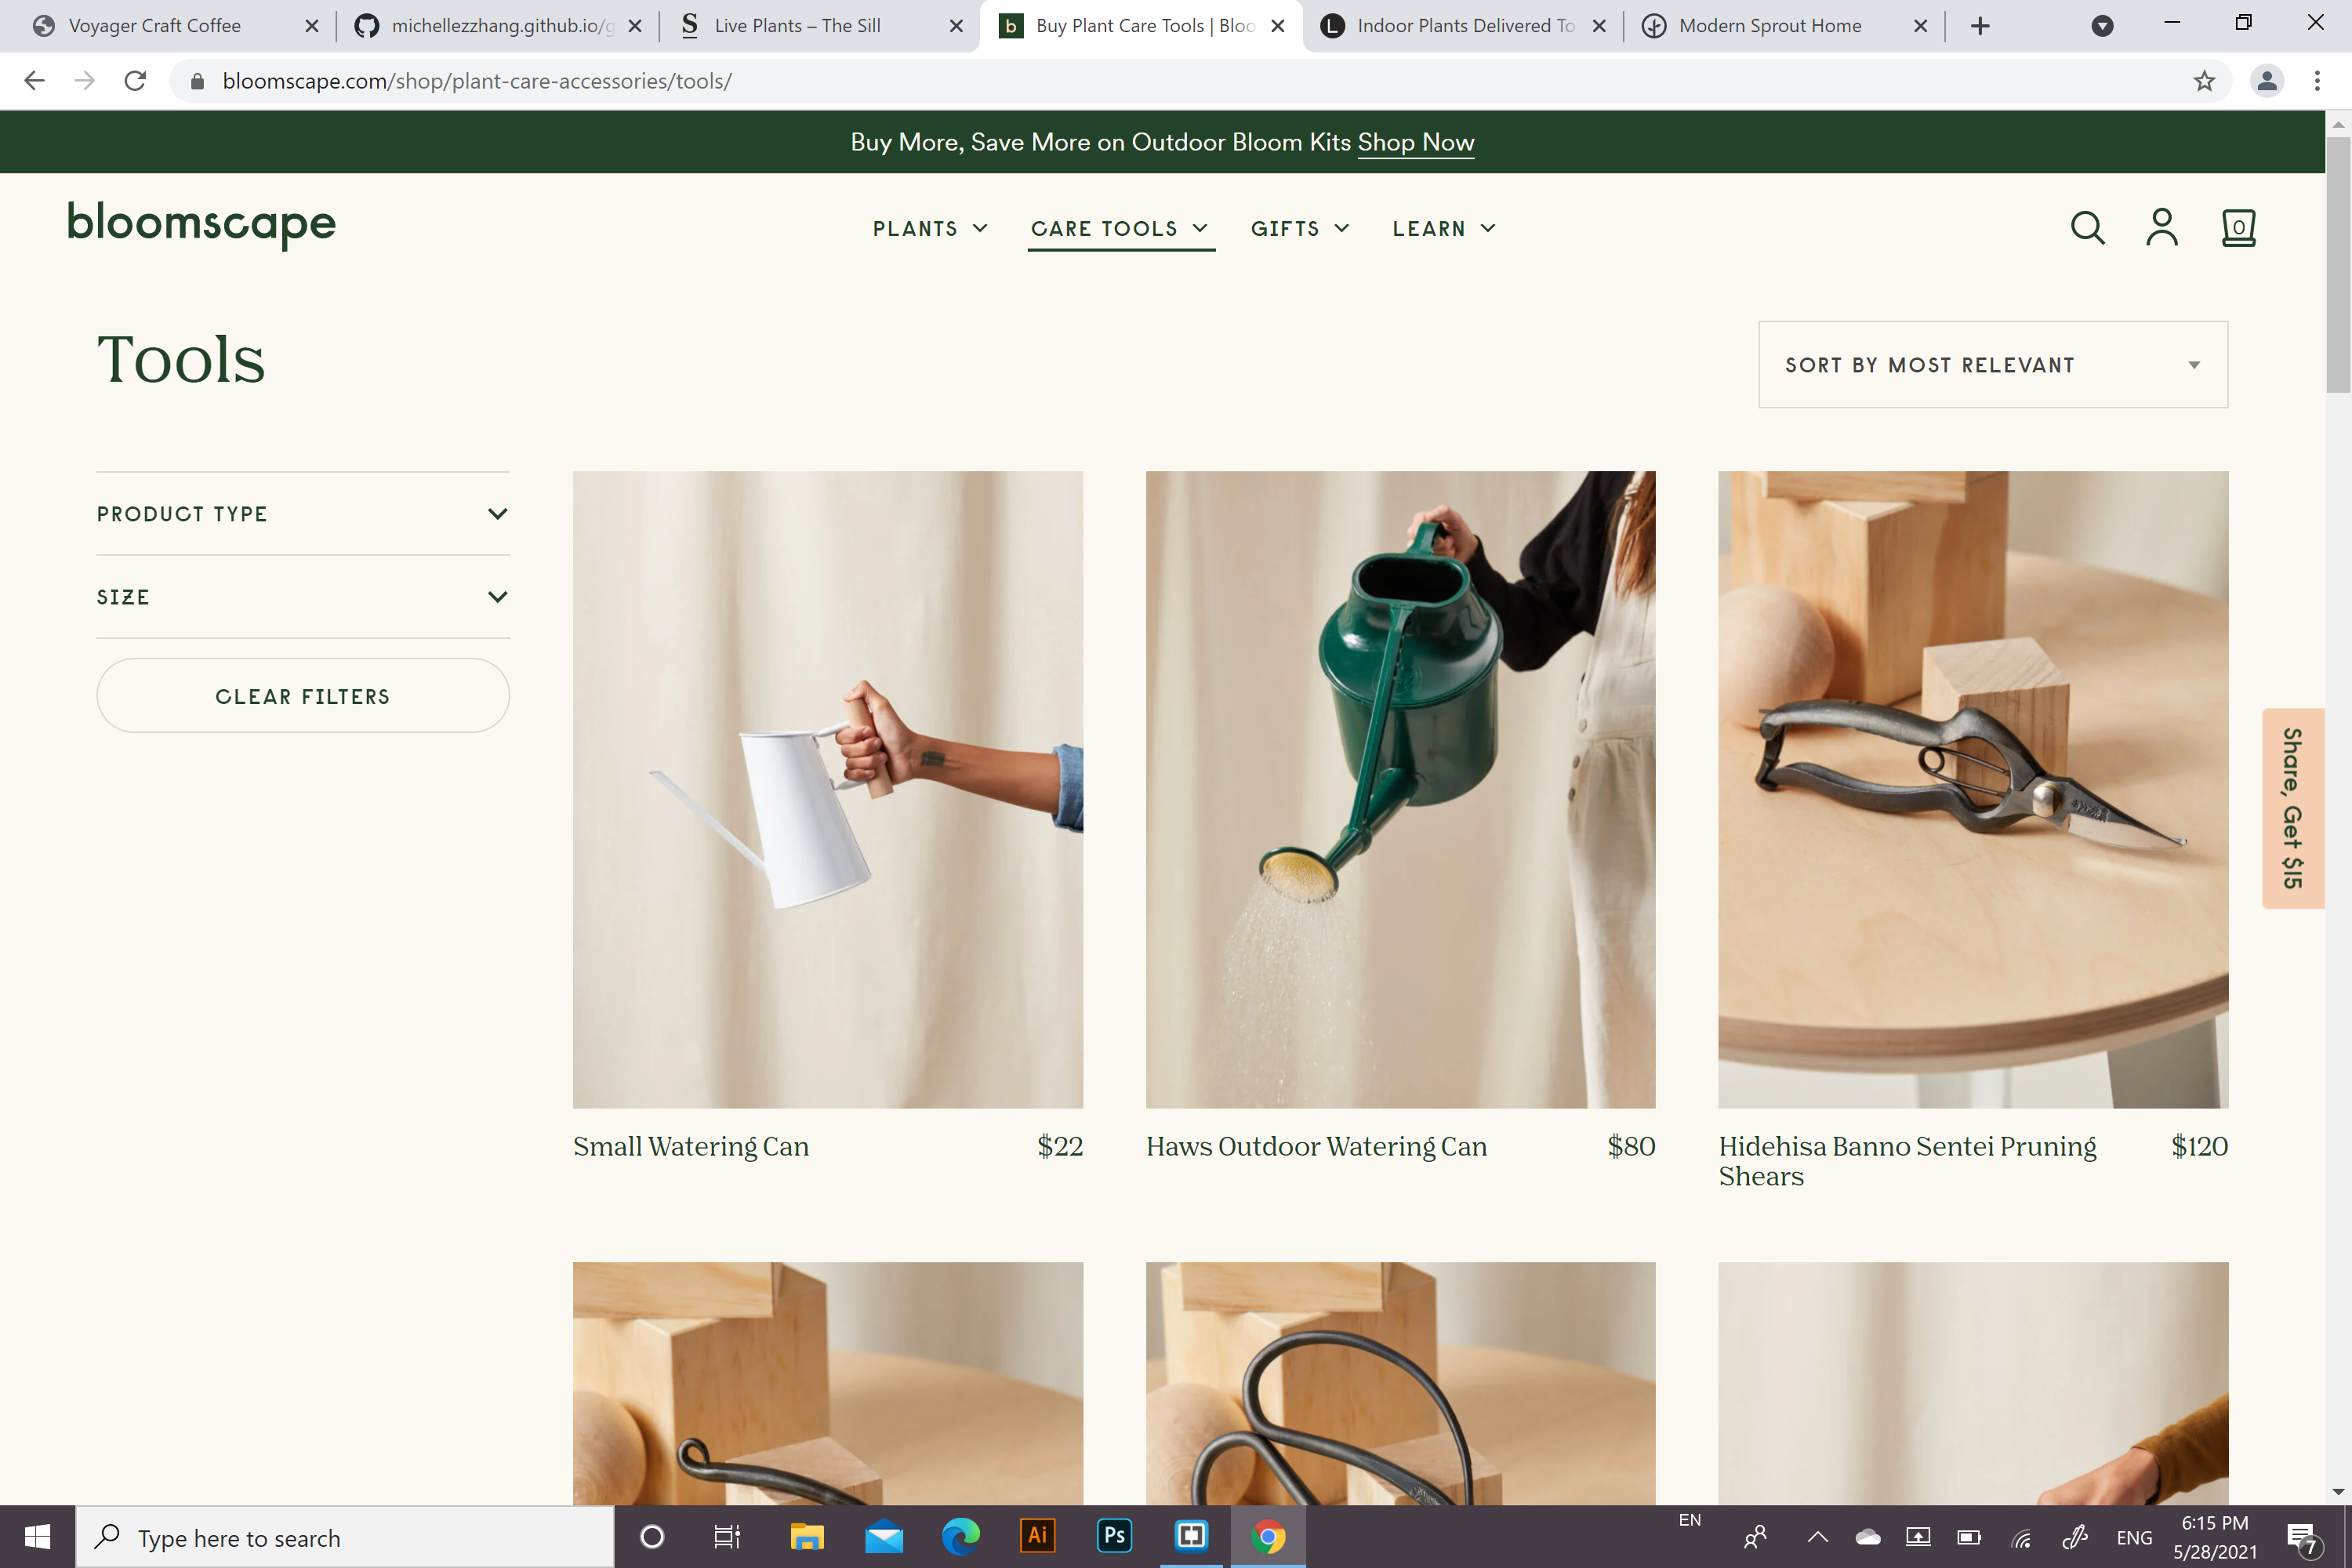 Voyager Craft Coffee
michellezzhang.github.io/g
S
Live Plants – The Sill
b
Buy Plant Care Tools | Bloo
L
Indoor Plants Delivered To
Modern Sprout Home
bloomscape.com/shop/plant-care-accessories/tools/
Buy More, Save More on Outdoor Bloom Kits Shop Now
bloomscape
PLANTS
CARE TOOLS
GIFTS
LEARN
0
Tools
SORT BY MOST RELEVANT
PRODUCT TYPE
SIZE
CLEAR FILTERS
Share, Get $15
Small Watering Can
$22
Haws Outdoor Watering Can
$80
Hidehisa Banno Sentei Pruning
Shears
$120
Type here to search
Ai
Ps
EN
ENG
6:15 PM
5/28/2021
7